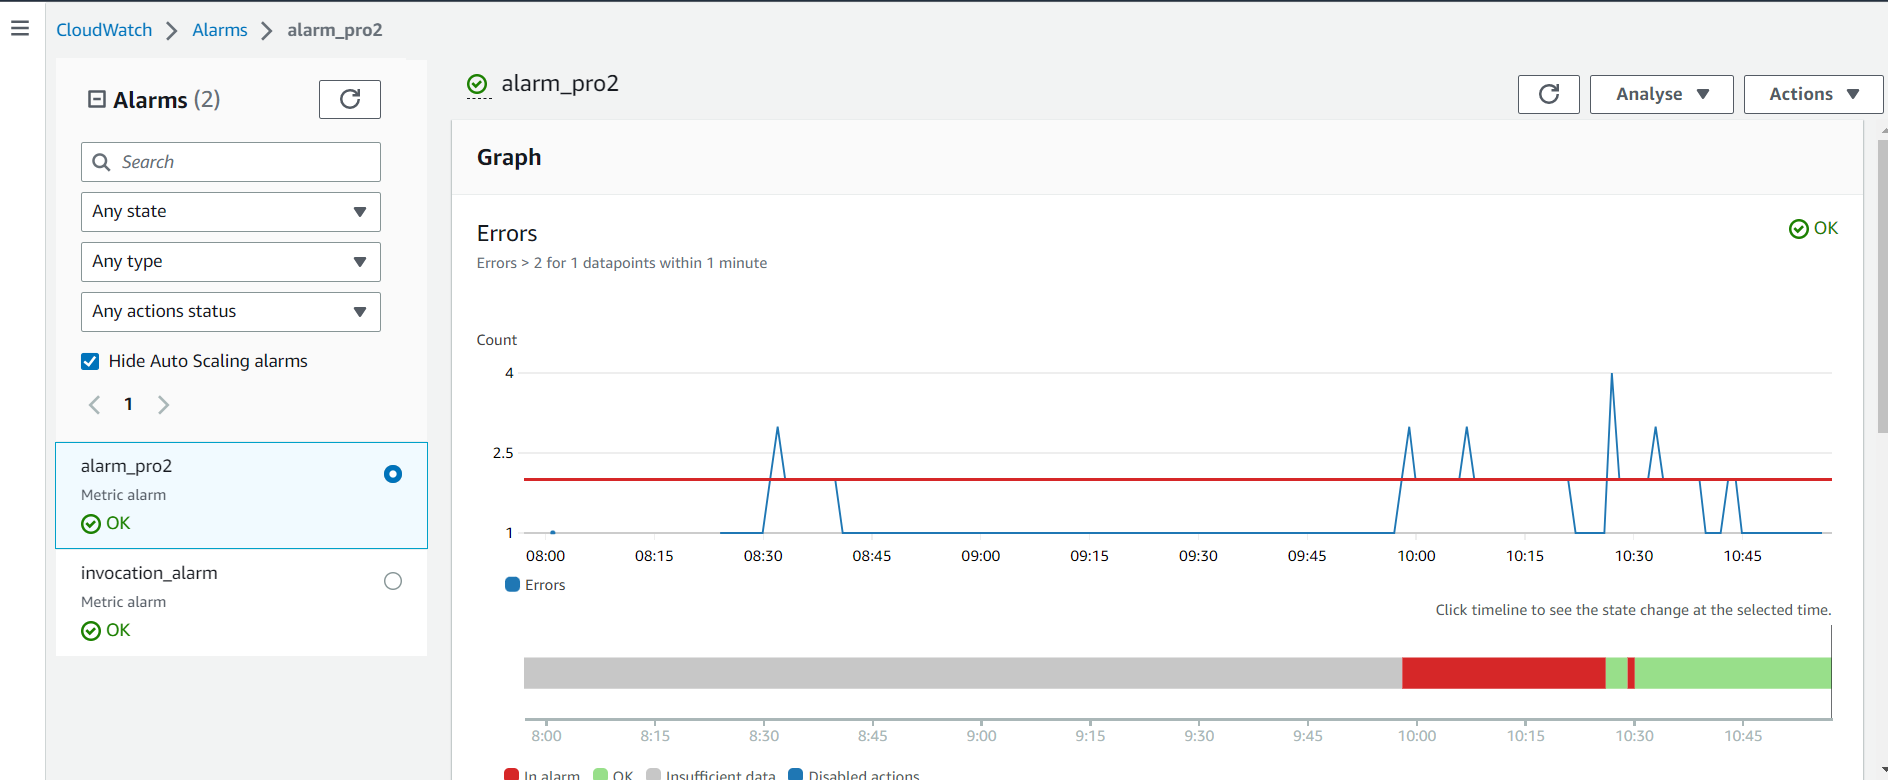 CloudWatch > Alarms > alarm_pro2
Alarms (2)
Search
Any state
Any type
Any actions status
Hide Auto Scaling alarms
1
alarm_pro2
Metric alarm
OK
invocation_alarm
Metric alarm
OK
alarm_pro2
Analyse
Actions
Graph
Errors
OK
Errors > 2 for 1 datapoints within 1 minute
Count
4
2.5
1
08:00 08:15 08:30 08:45 09:00 09:15 09:30 09:45 10:00 10:15 10:30 10:45
Errors
Click timeline to see the state change at the selected time.
8:00 8:15 8:30 8:45 9:00 9:15 9:30 9:45 10:00 10:15 10:30 10:45
In alarm OK Insufficient data Disabled actions